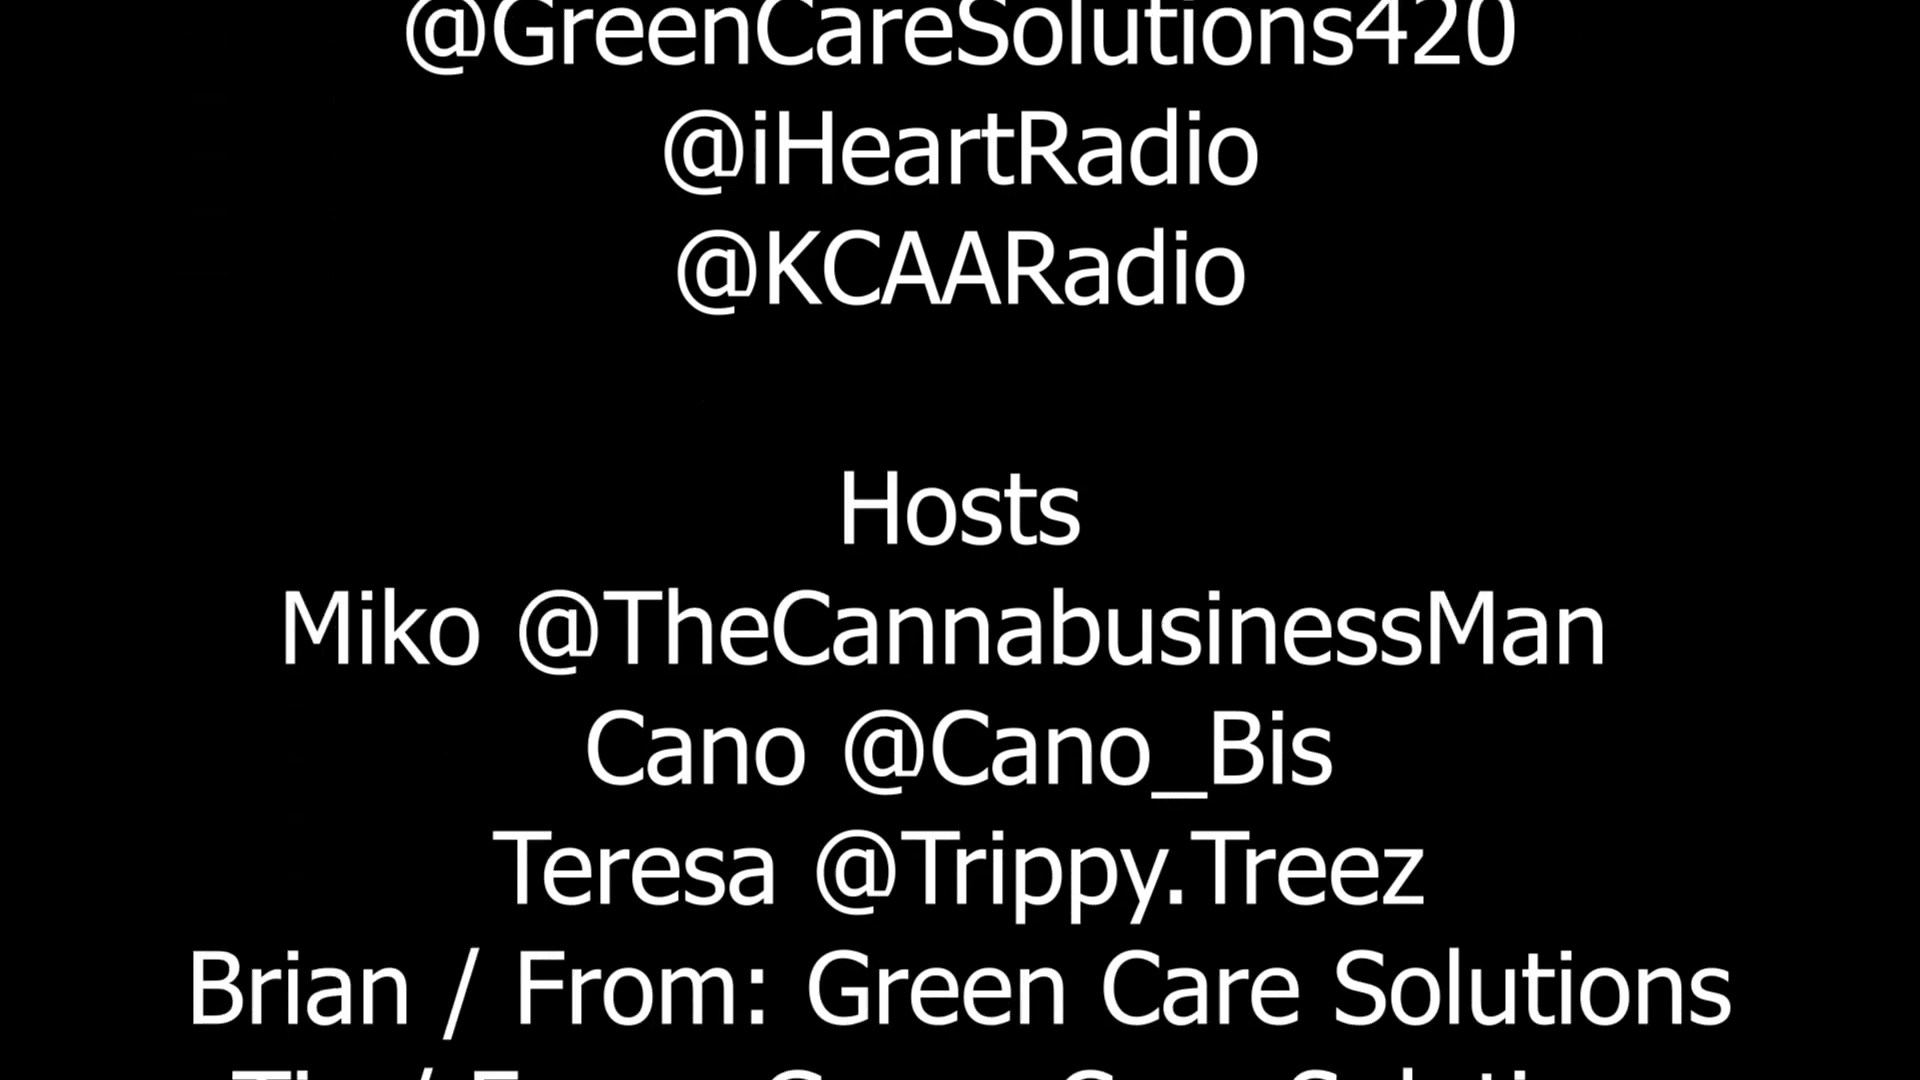 @GreenCareSolutions420
@iHeartRadio
@KCAARadio
Hosts
Miko @TheCannabusinessMan
Cano @Cano_Bis
Teresa @Trippy.Treez
Brian / From: Green Care Solutions